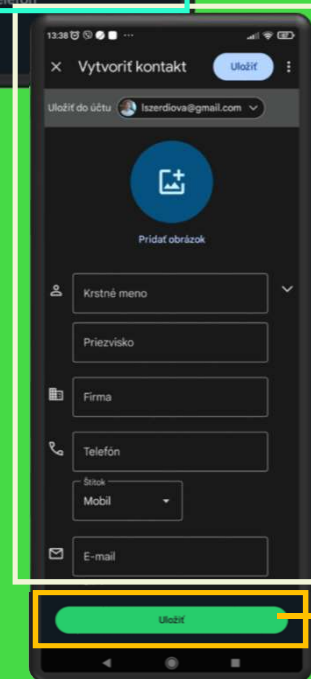 13:38
Vytvoriť kontakt
Uložiť
Uložiť do účtu lszerdiova@gmail.com
Pridať obrázok
Krstné meno
Priezvisko
Firma
Telefón
Štítok
Mobil
E-mail
Uložiť